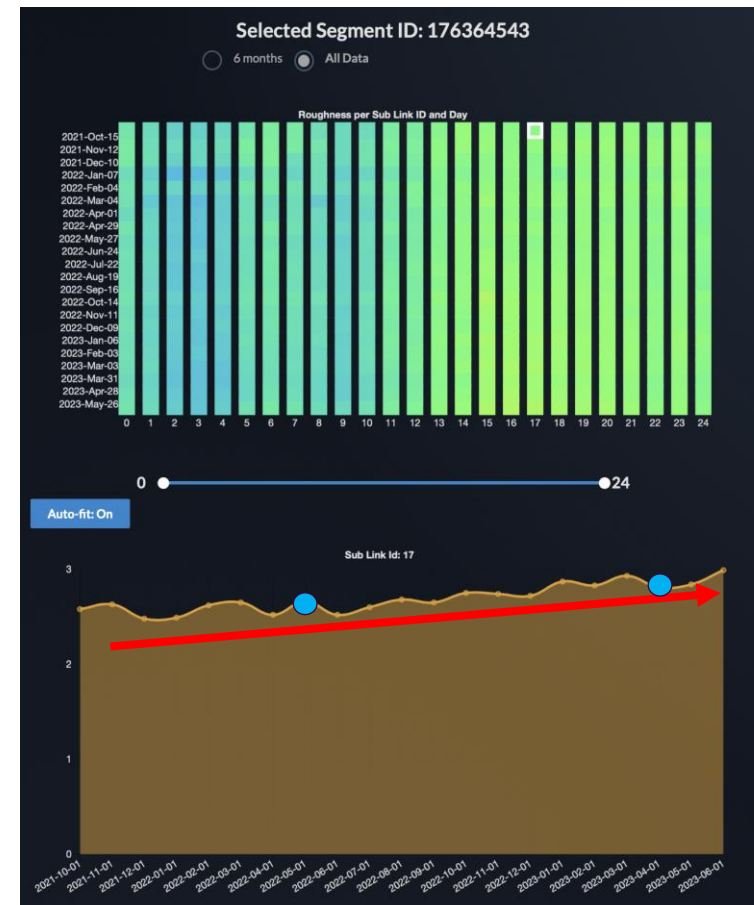 Selected Segment ID: 176364543
6 months All Data
Roughness per Sub Link ID and Day
2021-Oct-15
2021-Nov-12
2021-Dec-10
2022-Jan-07
2022-Feb-04
2022-Mar-04
2022-Apr-01
2022-Apr-29
2022-May-27
2022-Jun-24
2022-Jul-22
2022-Aug-19
2022-Sep-16
2022-Oct-14
2022-Nov-11
2022-Dec-09
2023-Jan-06
2023-Feb-03
2023-Mar-03
2023-Mar-31
2023-Apr-28
2023-May-26
0 1 2 3 4 5 6 7 8 9 10 11 12 13 14 15 16 17 18 19 20 21 22 23 24
0 24
Auto-fit: On
Sub Link Id: 17
3
2
1
0
2021-10-01 2021-11-01 2021-12-01 2022-01-01 2022-02-01 2022-03-01 2022-04-01 2022-05-01 2022-06-01 2022-07-01 2022-08-01 2022-09-01 2022-10-01 2022-11-01 2022-12-01 2023-01-01 2023-02-01 2023-03-01 2023-04-01 2023-05-01 2023-06-01